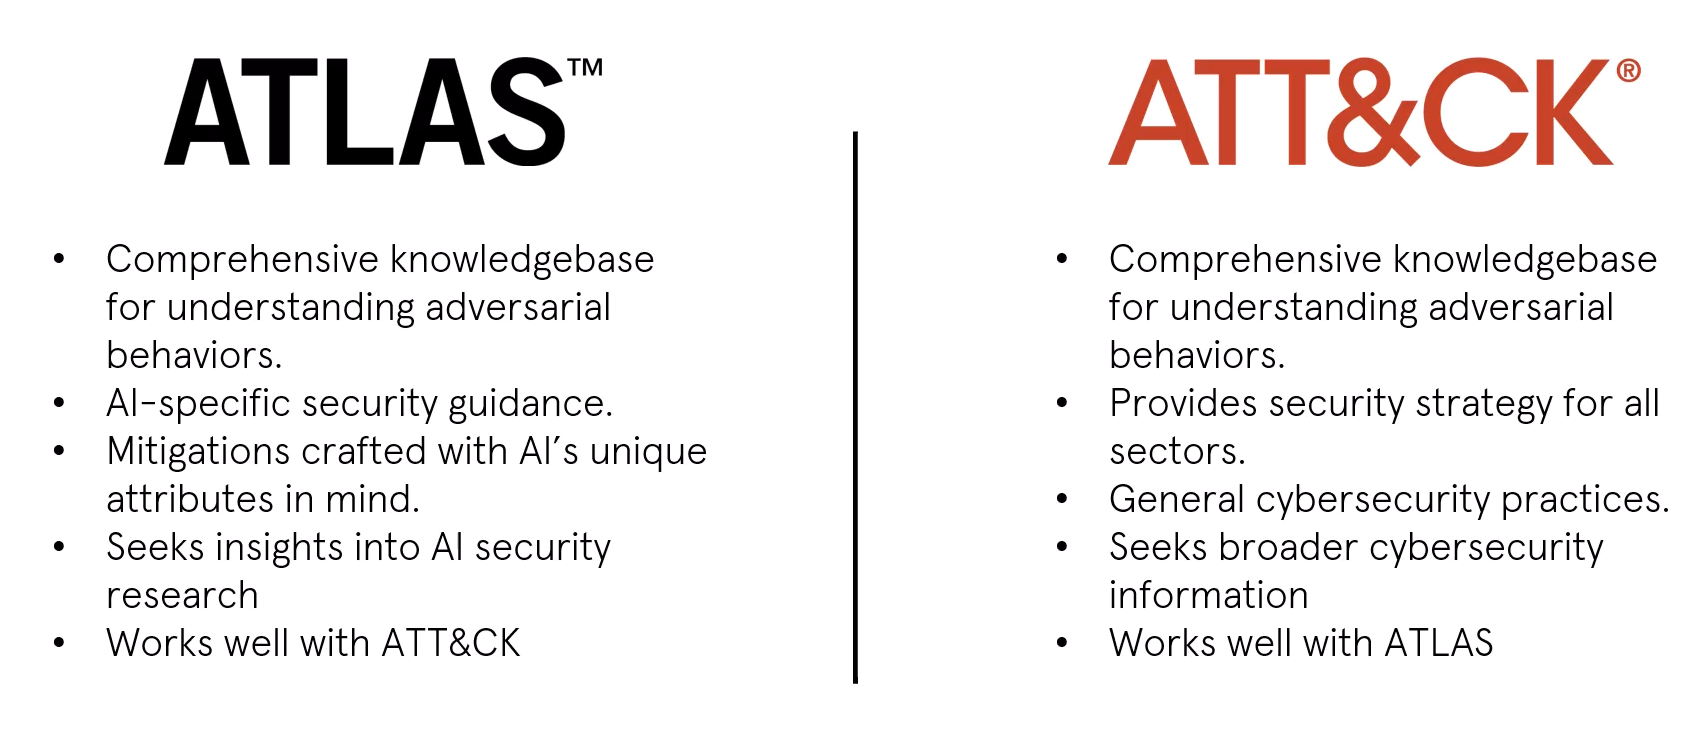 ATLAS™
• Comprehensive knowledgebase
for understanding adversarial
behaviors.
• AI-specific security guidance.
• Mitigations crafted with AI’s unique
attributes in mind.
• Seeks insights into AI security
research
• Works well with ATT&CK
ATT&CK®
• Comprehensive knowledgebase
for understanding adversarial
behaviors.
• Provides security strategy for all
sectors.
• General cybersecurity practices.
• Seeks broader cybersecurity
information
• Works well with ATLAS